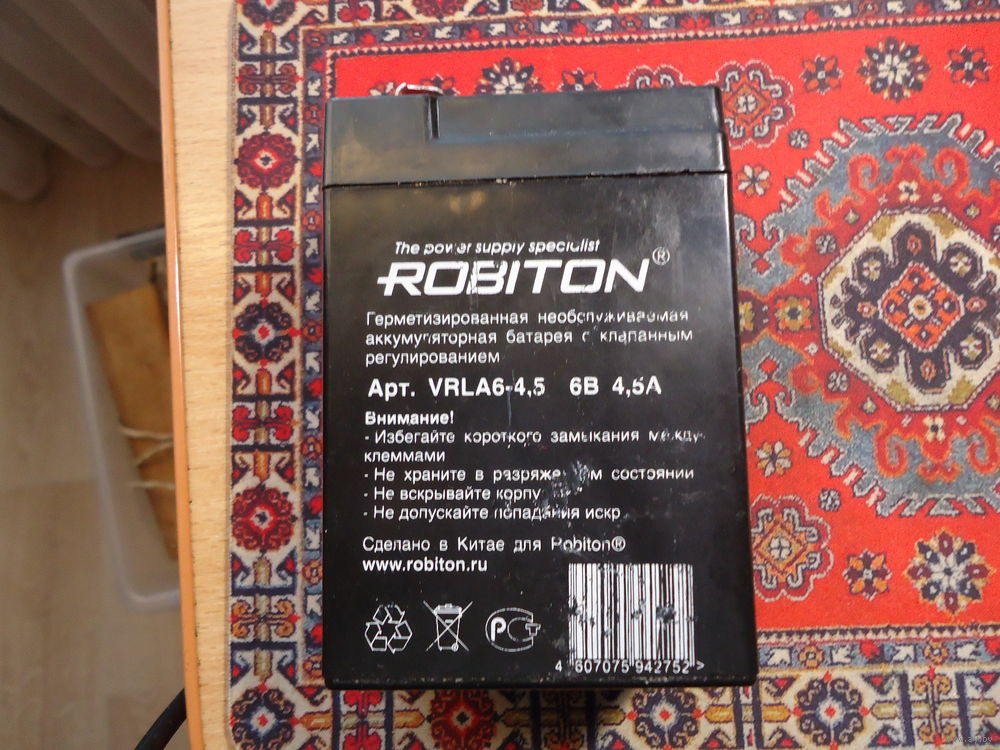 The power supply specialist
ROBITON®
Герметизированная необслуживаемая
аккумуляторная батарея с клапанным
регулированием
Арт. VRLA6-4,5 6В 4,5А
Внимание!
- Избегайте короткого замыкания между
клеммами
- Не храните в разряженном состоянии
- Не вскрывайте корпу
- Не допускайте попадания искр
Сделано в Китае для Robiton®
www.robiton.ru
РСТ
4 607075 942752 >